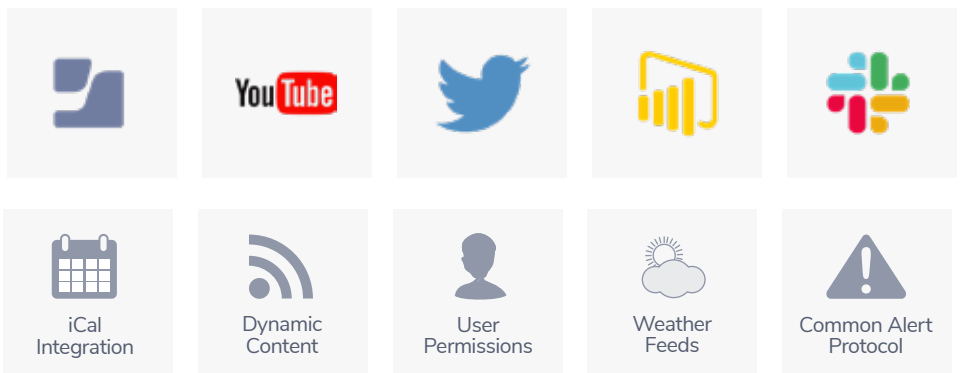 YouTube
iCal
Integration
Dynamic
Content
User
Permissions
Weather
Feeds
Common Alert
Protocol